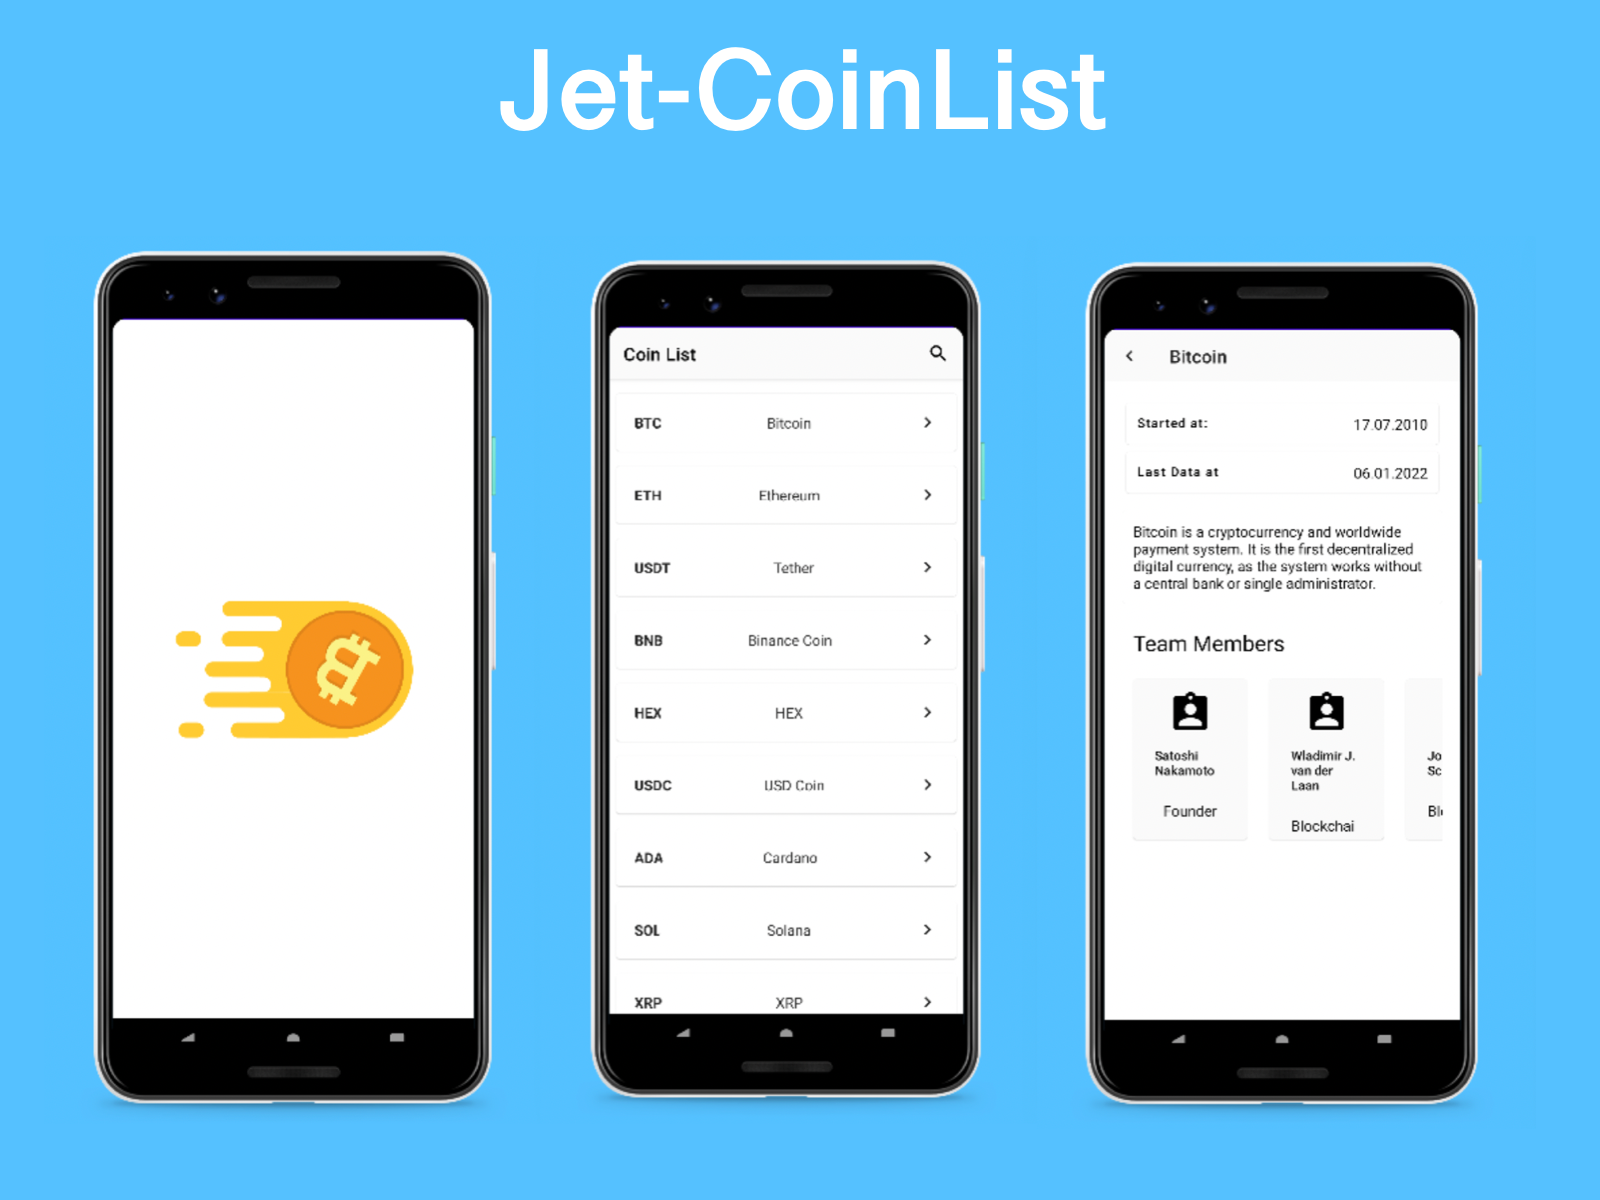 Jet-CoinList
Coin List
BTC Bitcoin
ETH Ethereum
USDT Tether
BNB Binance Coin
HEX HEX
USDC USD Coin
ADA Cardano
SOL Solana
XRP XRP
Bitcoin
Started at: 17.07.2010
Last Data at 06.01.2022
Bitcoin is a cryptocurrency and worldwide
payment system. It is the first decentralized
digital currency, as the system works without
a central bank or single administrator.
Team Members
Satoshi
Nakamoto
Founder
Wladimir J.
van der
Laan
Blockchai
Jo
Sc